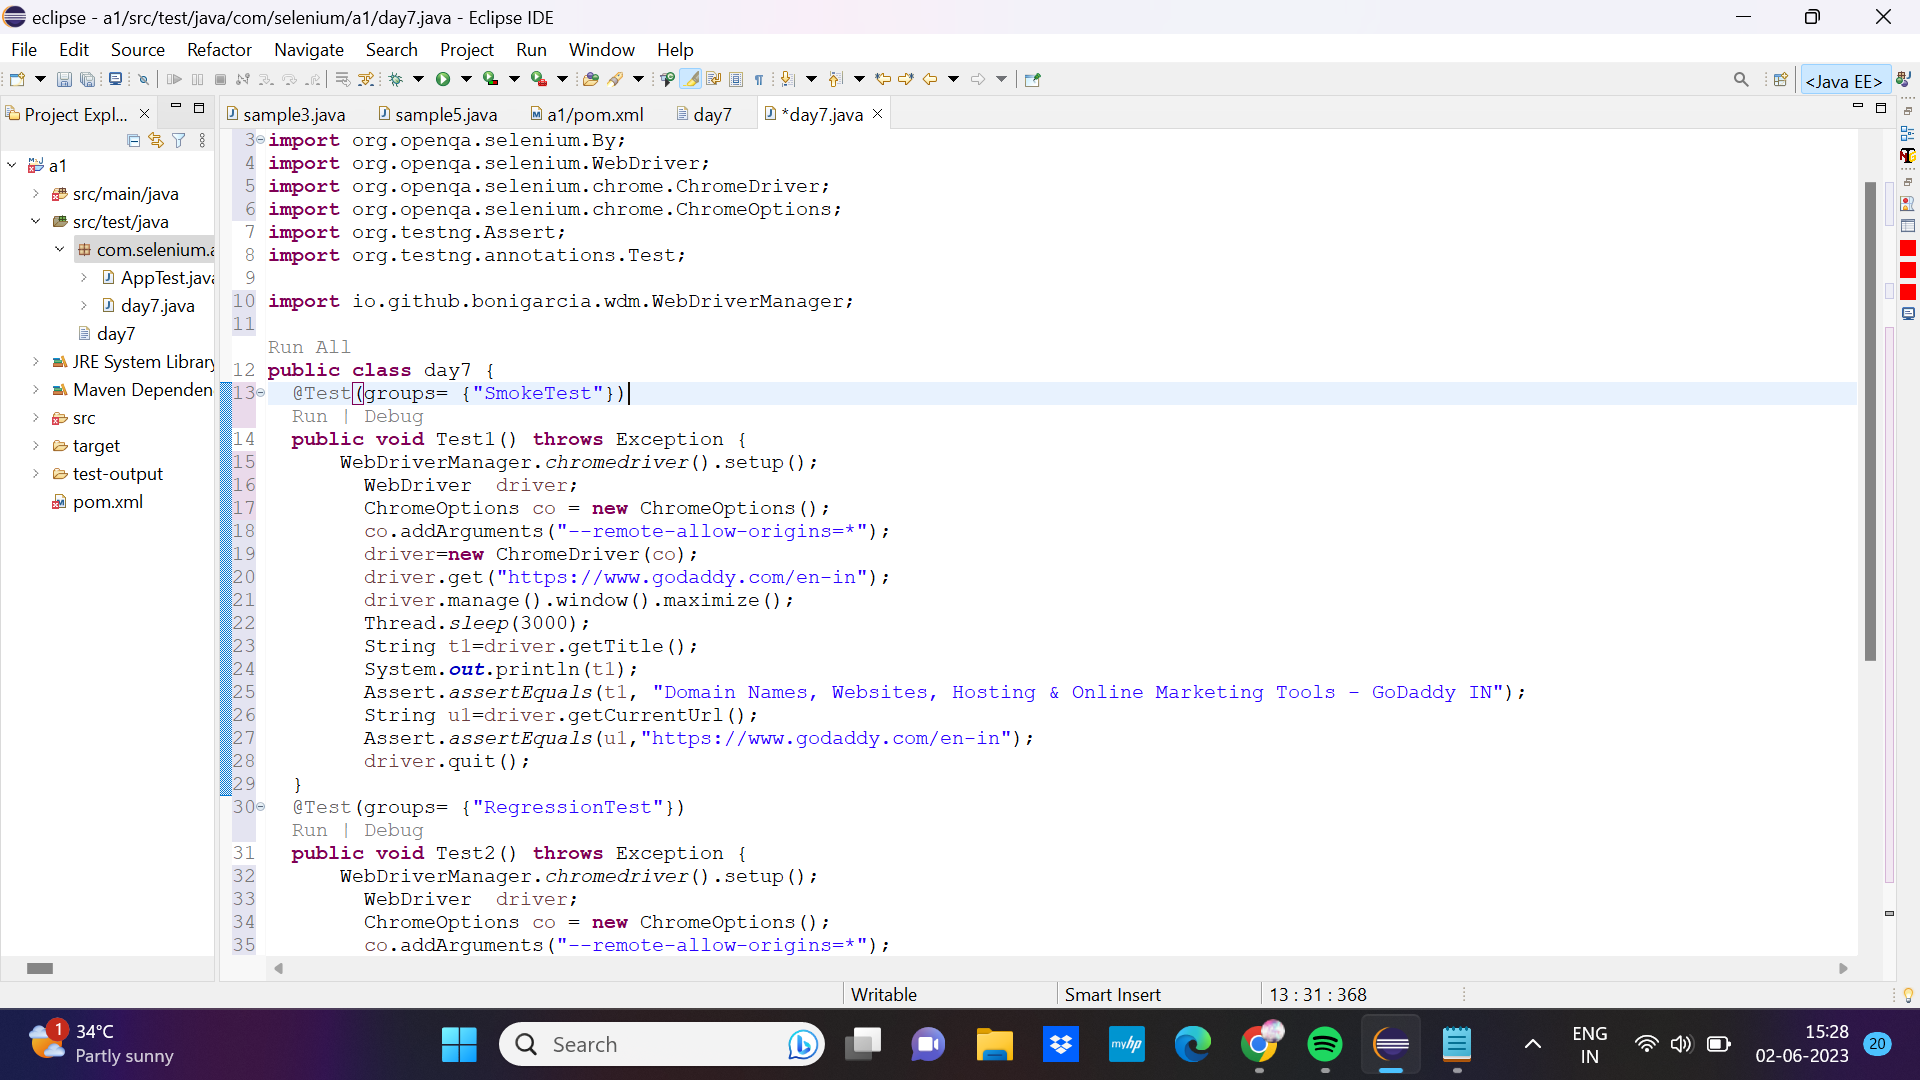 eclipse - a1/src/test/java/com/selenium/a1/day7.java - Eclipse IDE
File Edit Source Refactor Navigate Search Project Run Window Help
<Java EE>
Project Expl...
sample3.java sample5.java a1/pom.xml day7 *day7.java
a1
src/main/java
src/test/java
com.selenium.a
AppTest.java
day7.java
day7
JRE System Library
Maven Dependen
src
target
test-output
pom.xml
3 import org.openqa.selenium.By;
4 import org.openqa.selenium.WebDriver;
5 import org.openqa.selenium.chrome.ChromeDriver;
6 import org.openqa.selenium.chrome.ChromeOptions;
7 import org.testng.Assert;
8 import org.testng.annotations.Test;
9
10 import io.github.bonigarcia.wdm.WebDriverManager;
11
Run All
12 public class day7 {
13 @Test(groups= {"SmokeTest"})
Run | Debug
14 public void Test1() throws Exception {
15 WebDriverManager.chromedriver().setup();
16 WebDriver driver;
17 ChromeOptions co = new ChromeOptions();
18 co.addArguments("--remote-allow-origins=*");
19 driver=new ChromeDriver(co);
20 driver.get("https://www.godaddy.com/en-in");
21 driver.manage().window().maximize();
22 Thread.sleep(3000);
23 String t1=driver.getTitle();
24 System.out.println(t1);
25 Assert.assertEquals(t1, "Domain Names, Websites, Hosting & Online Marketing Tools - GoDaddy IN");
26 String u1=driver.getCurrentUrl();
27 Assert.assertEquals(u1,"https://www.godaddy.com/en-in");
28 driver.quit();
29 }
30 @Test(groups= {"RegressionTest"})
Run | Debug
31 public void Test2() throws Exception {
32 WebDriverManager.chromedriver().setup();
33 WebDriver driver;
34 ChromeOptions co = new ChromeOptions();
35 co.addArguments("--remote-allow-origins=*");
Writable Smart Insert 13 : 31 : 368
1 34°C
Partly sunny
Search
myhp
ENG
IN
15:28
02-06-2023
20